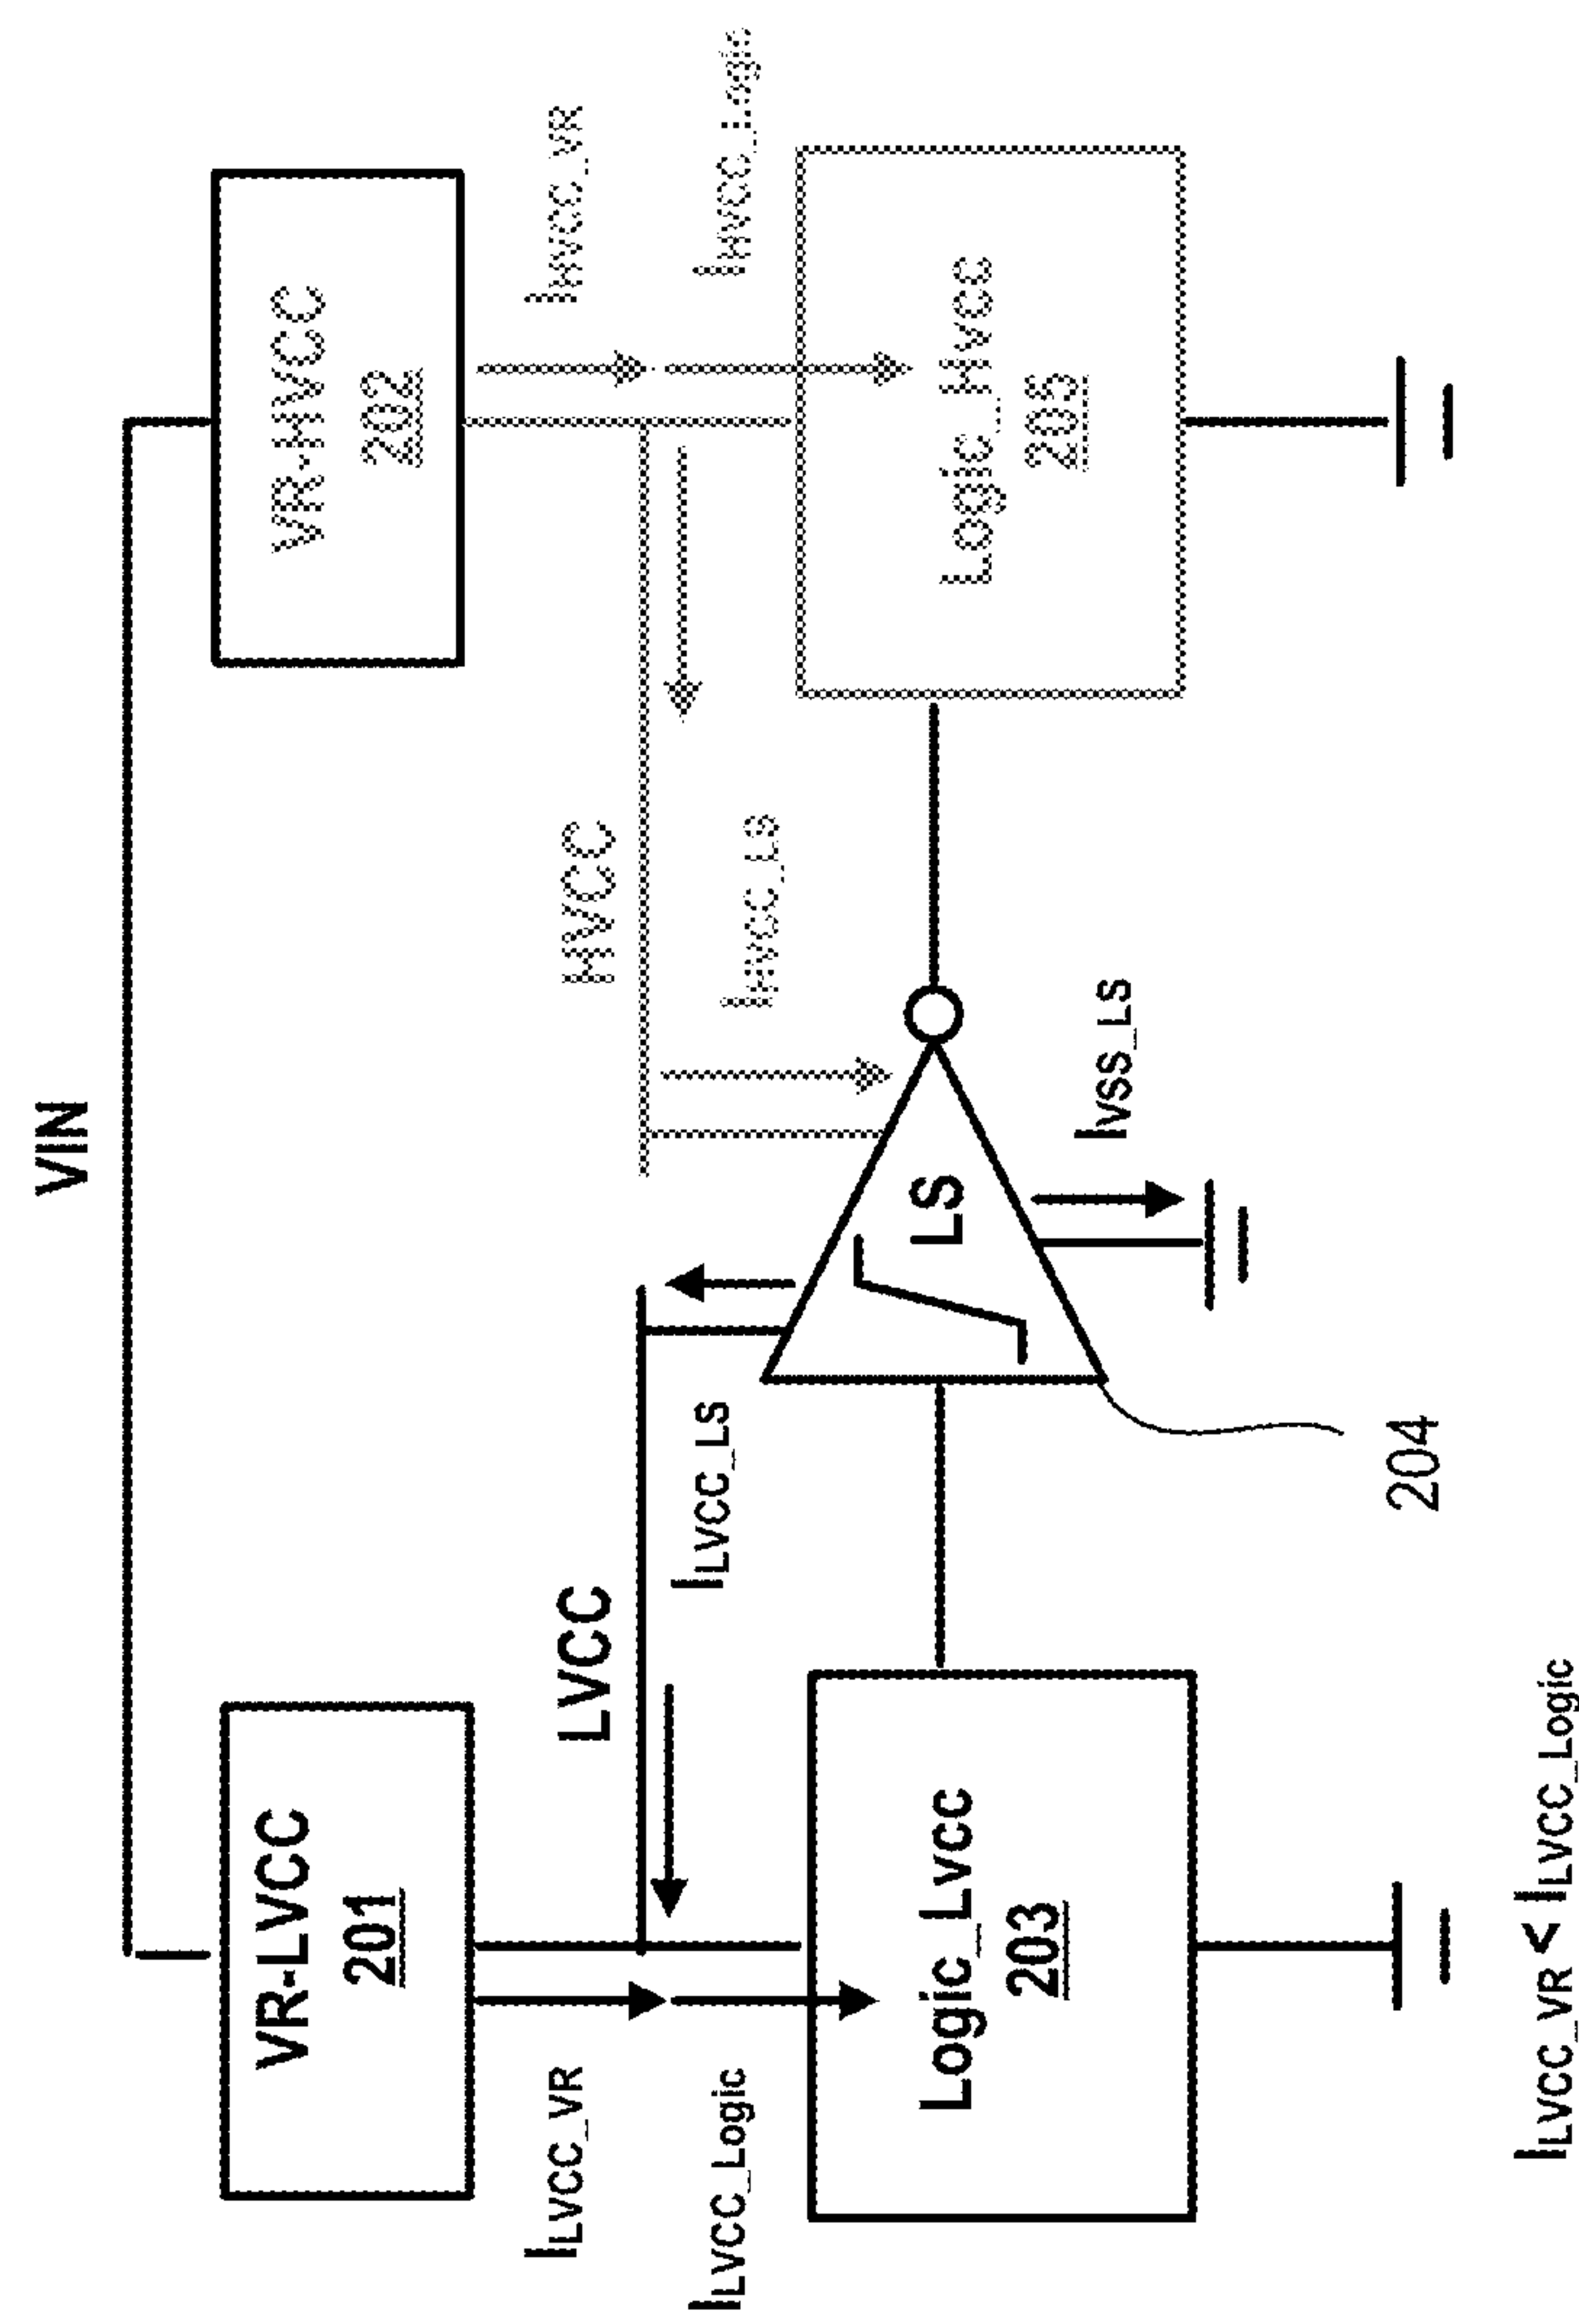 VIN
VR-LVCC
201
VR-HVCC
202
ILVCC_VR
LVCC
HVCC
IHVCC_VR
ILVCC_Logic
ILVCC_LS
IHVCC_LS
IHVCC_Logic
Logic_Lvcc
203
LS
Logic_Hvcc
205
IVSS_LS
204
ILVCC_VR < ILVCC_Logic